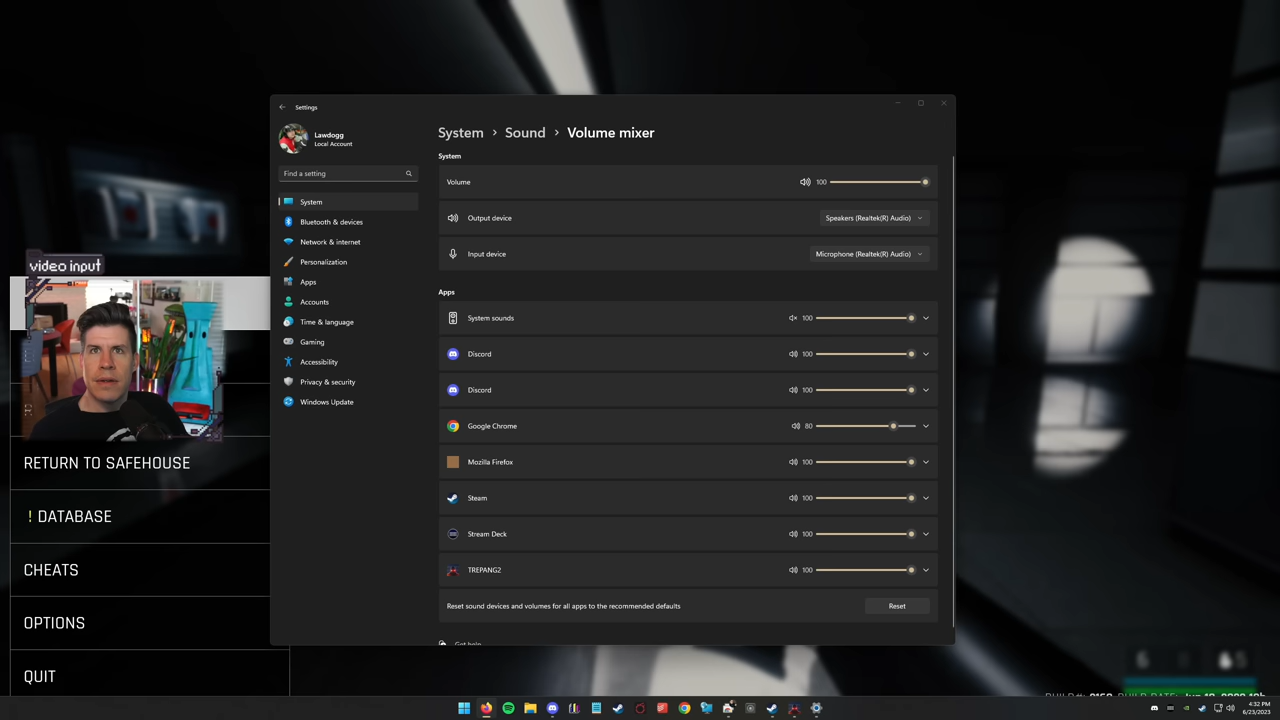 Settings
Lawdogg
Local Account
Find a setting
System
Bluetooth & devices
Network & internet
Personalization
Apps
Accounts
Time & language
Gaming
Accessibility
Privacy & security
Windows Update
System > Sound > Volume mixer
System
Volume 100
Output device Speakers (Realtek(R) Audio)
Input device Microphone (Realtek(R) Audio)
Apps
System sounds 100
Discord 100
Discord 100
Google Chrome 80
Mozilla Firefox 100
Steam 100
Stream Deck 100
TREPANG2 100
Reset sound devices and volumes for all apps to the recommended defaults Reset
Get help
video input
RETURN TO SAFEHOUSE
! DATABASE
CHEATS
OPTIONS
QUIT
4:32 PM
6/23/2023